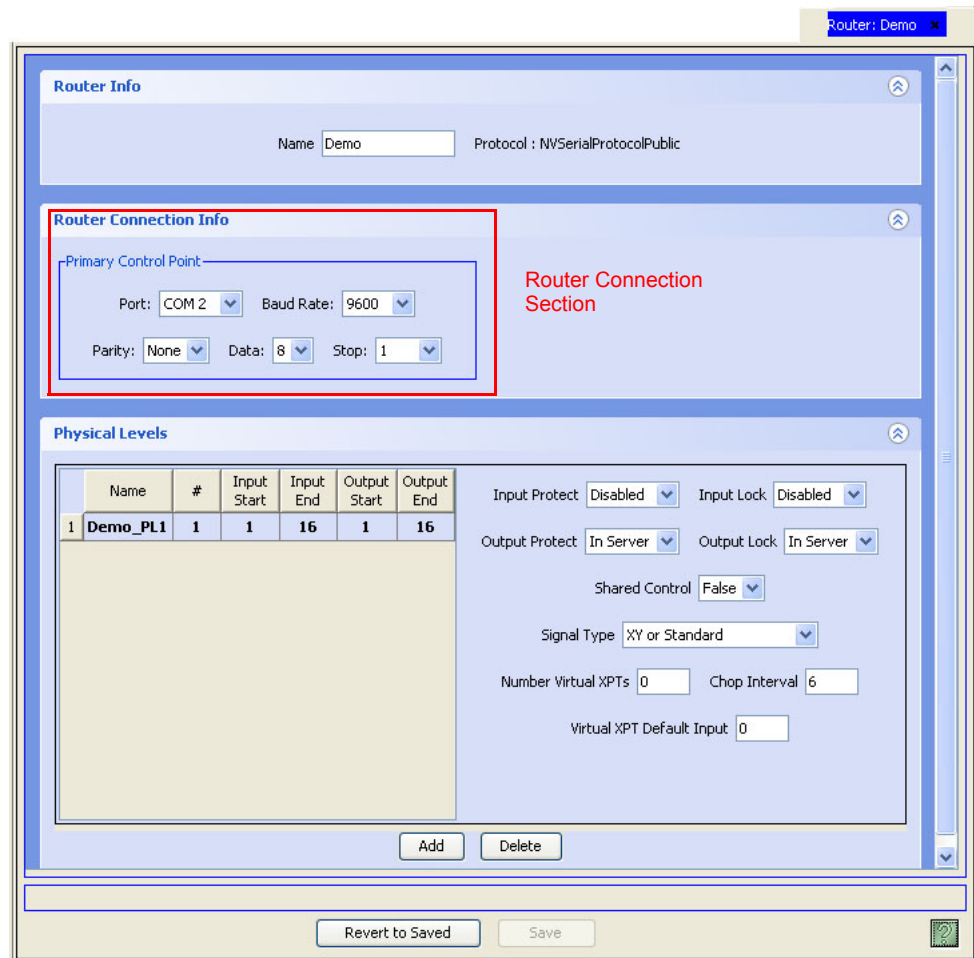 Router: Demo ×
Router Info
Name Demo Protocol : NVSerialProtocolPublic
Router Connection Info
Primary Control Point
Port: COM 2 Baud Rate: 9600
Parity: None Data: 8 Stop: 1
Router Connection
Section
Physical Levels
Name # Input Start Input End Output Start Output End
1 Demo_PL1 1 1 16 1 16
Input Protect Disabled Input Lock Disabled
Output Protect In Server Output Lock In Server
Shared Control False
Signal Type XY or Standard
Number Virtual XPTs 0 Chop Interval 6
Virtual XPT Default Input 0
Add Delete
Revert to Saved Save
?